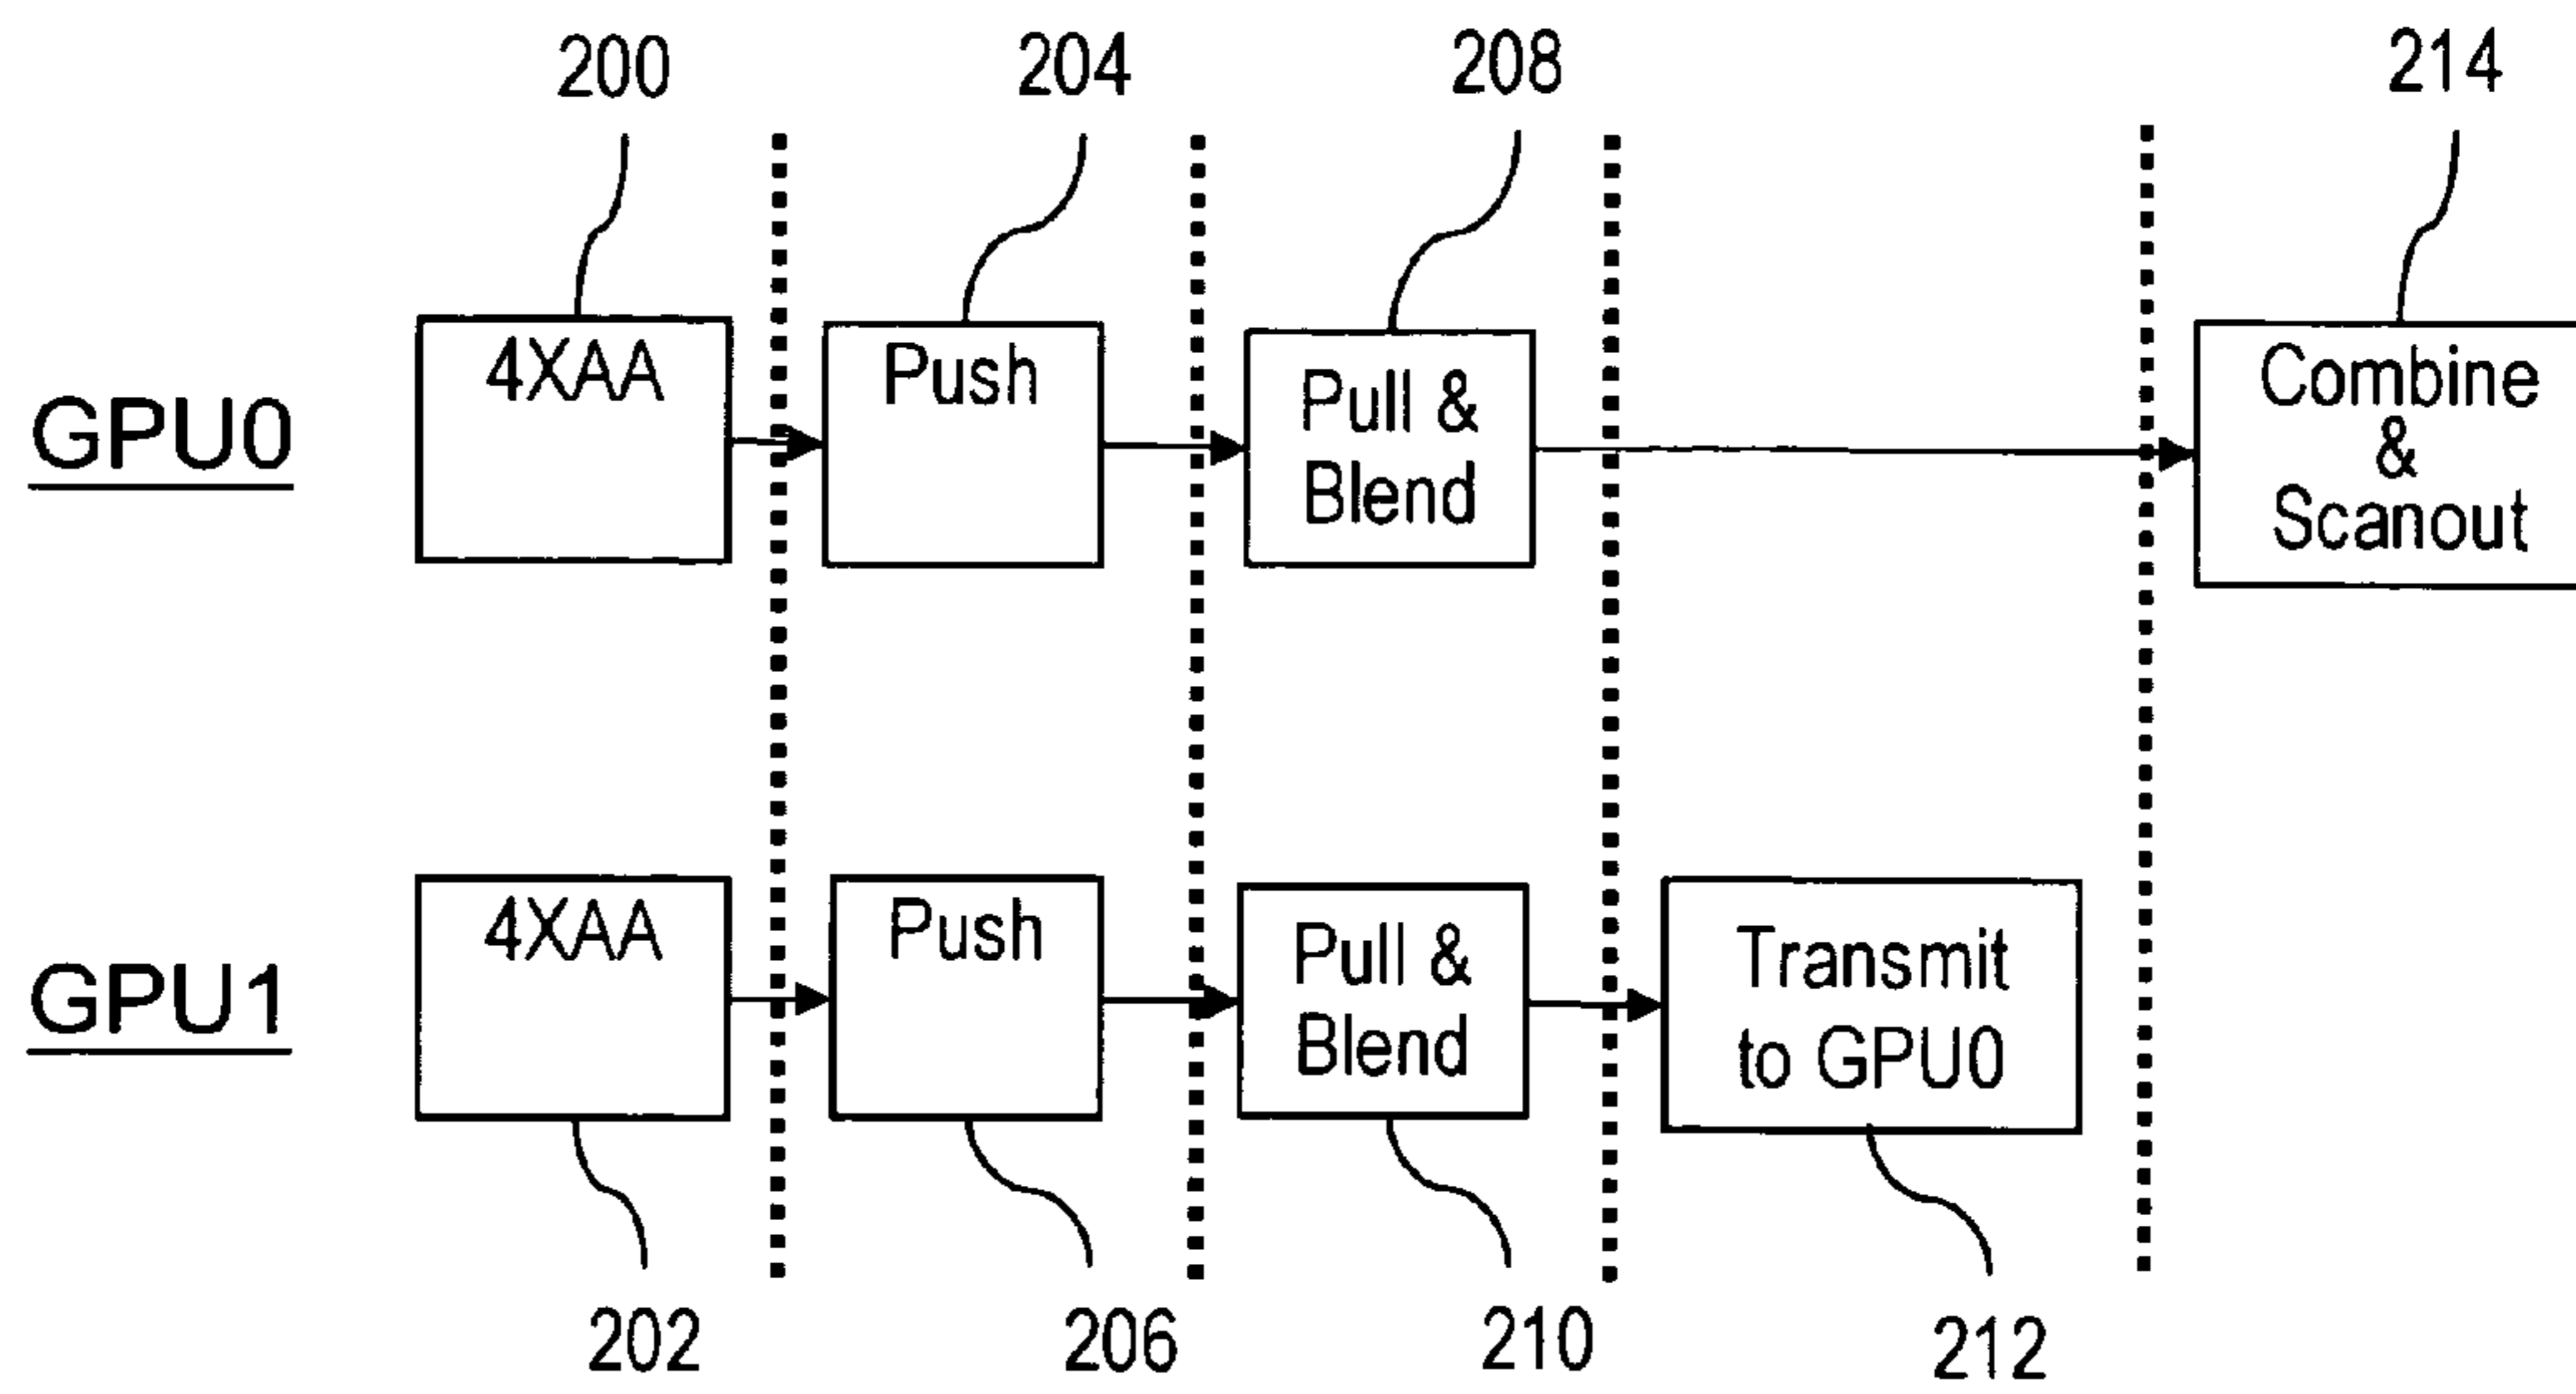 200
204
208
214
GPU0
4XAA
Push
Pull &
Blend
Combine
&
Scanout
GPU1
4XAA
Push
Pull &
Blend
Transmit
to GPU0
202
206
210
212